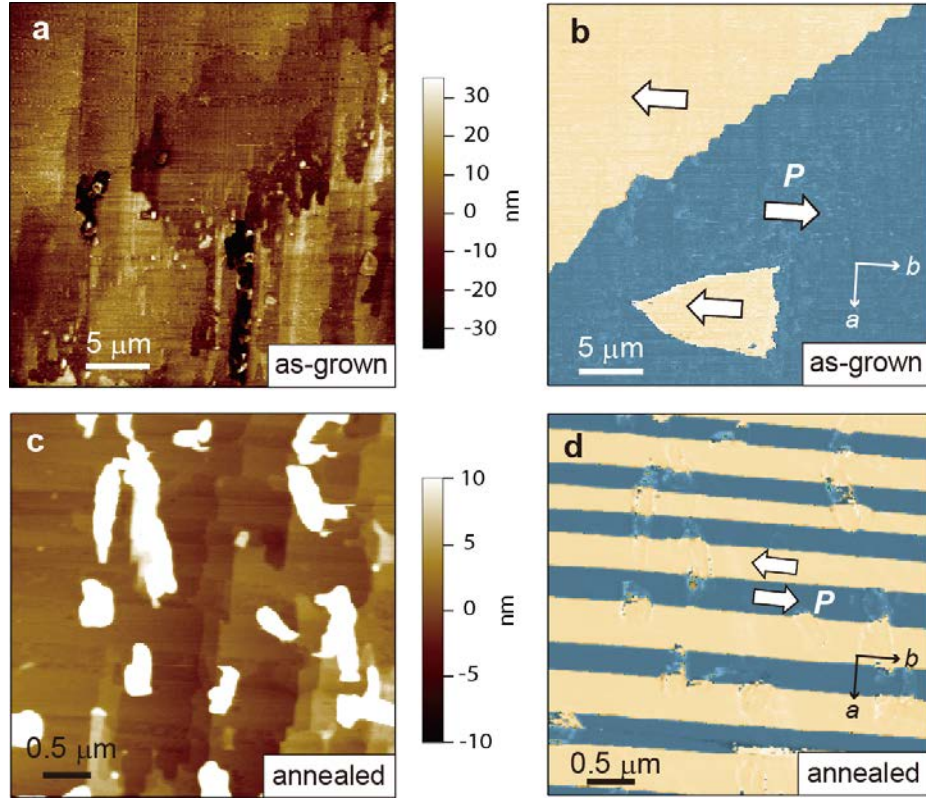 a
30
20
10
0
-10
-20
-30
nm
5 μm
as-grown
b
P
b
a
5 μm
as-grown
c
10
5
0
-5
-10
nm
0.5 μm
annealed
d
P
b
a
0.5 μm
annealed